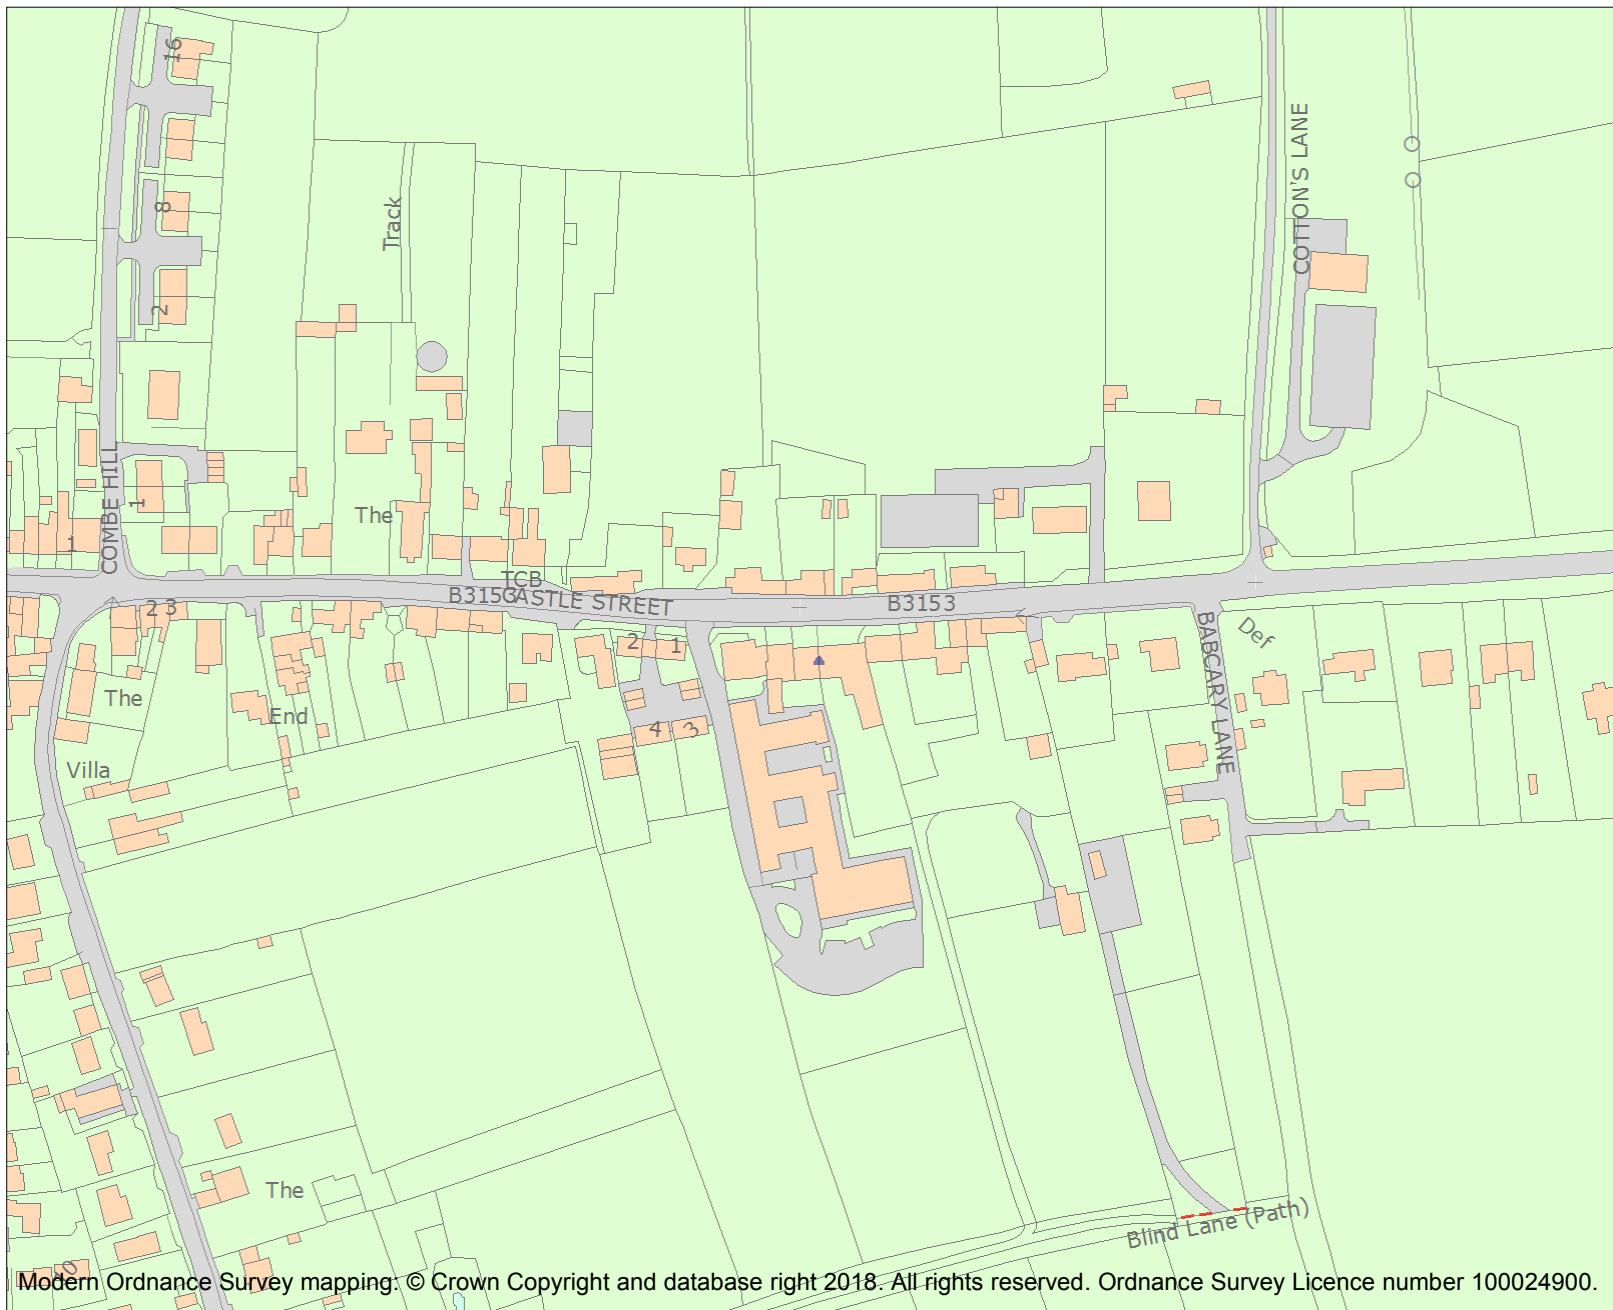 16
COTTON'S LANE
Track
8
2
COMBE HILL
1
1
The
TCB
B3153
CASTLE STREET
B3153
2 3
2
1
BABCARY LANE
Def
The
End
4
3
Villa
The
Blind Lane (Path)
Modern Ordnance Survey mapping: © Crown Copyright and database right 2018. All rights reserved. Ordnance Survey Licence number 100024900.